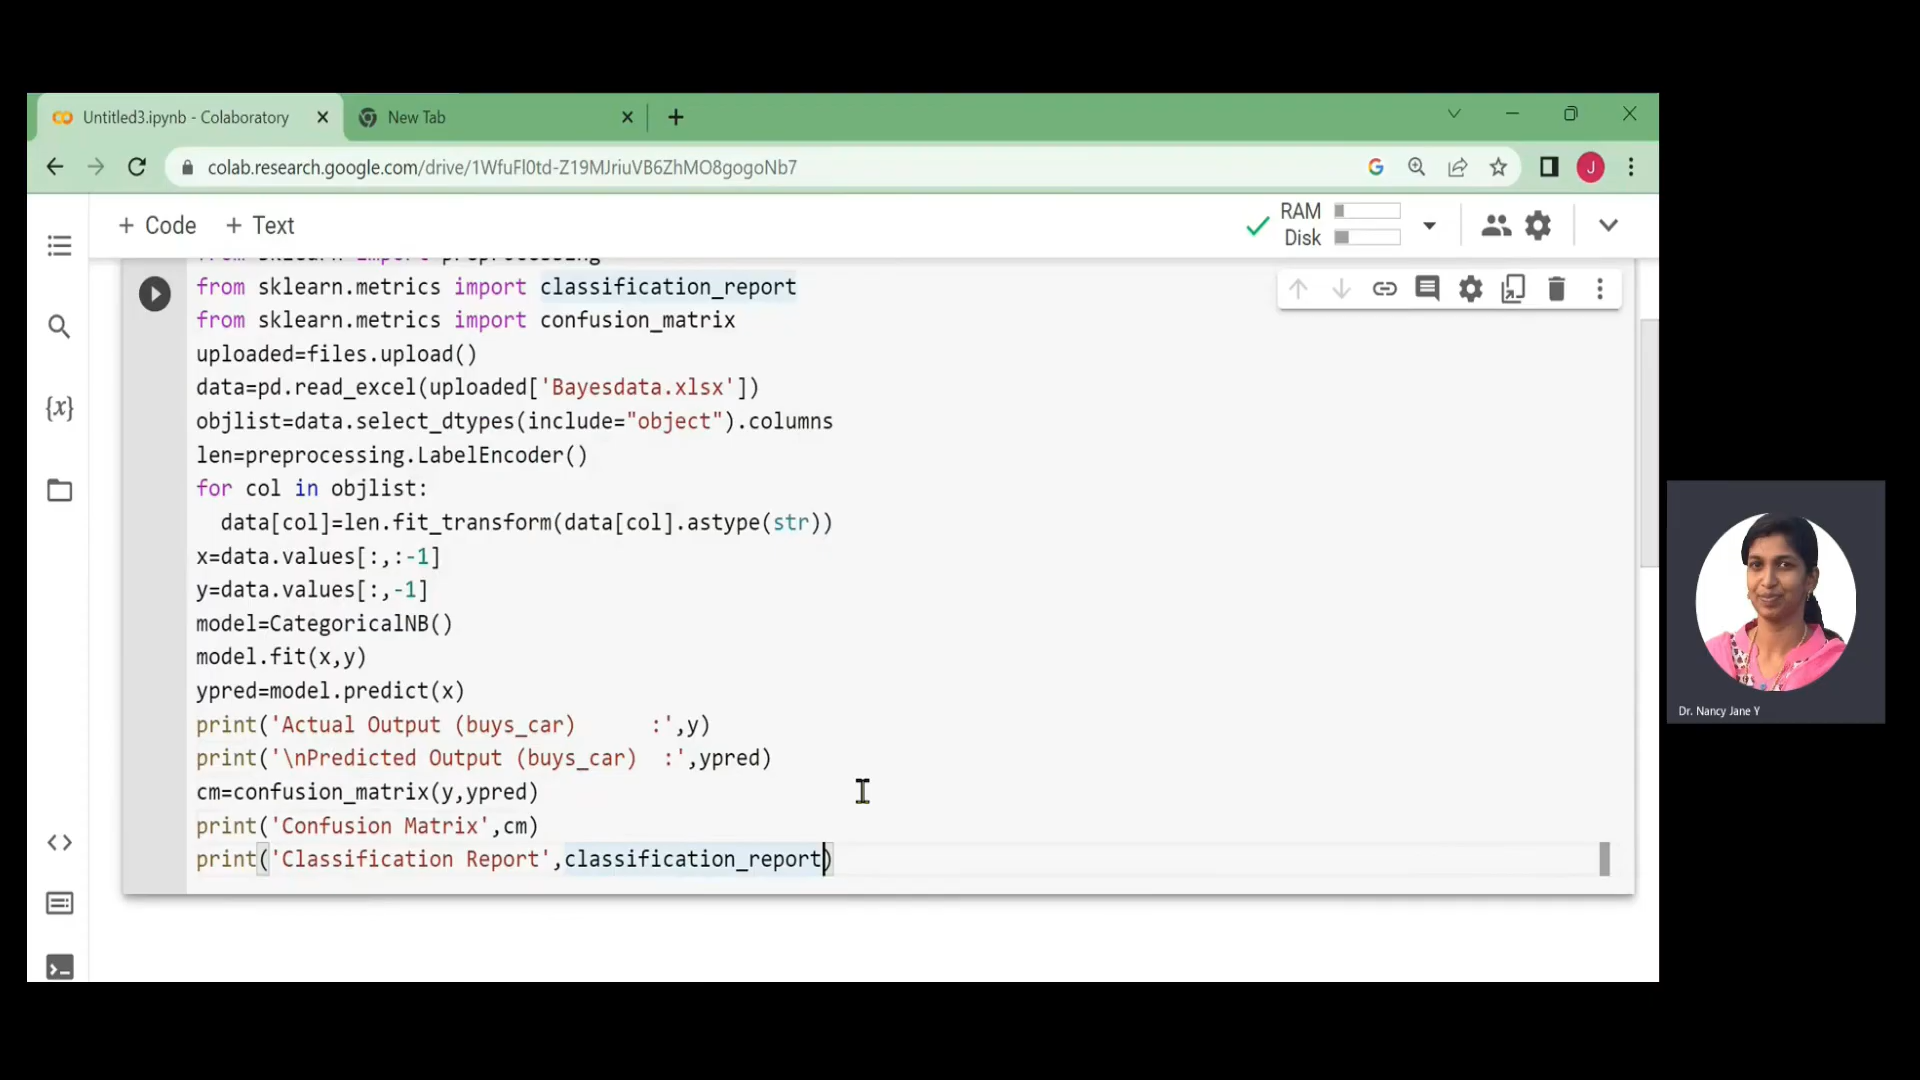 Untitled3.ipynb - Colaboratory
New Tab
colab.research.google.com/drive/1WfuFl0td-Z19MJriuVB6ZhMO8gogoNb7
J
+ Code + Text
RAM
Disk
from sklearn import preprocessing
from sklearn.metrics import classification_report
from sklearn.metrics import confusion_matrix
uploaded=files.upload()
data=pd.read_excel(uploaded['Bayesdata.xlsx'])
objlist=data.select_dtypes(include="object").columns
len=preprocessing.LabelEncoder()
for col in objlist:
  data[col]=len.fit_transform(data[col].astype(str))
x=data.values[:,:-1]
y=data.values[:,-1]
model=CategoricalNB()
model.fit(x,y)
ypred=model.predict(x)
print('Actual Output (buys_car)      :',y)
print('\nPredicted Output (buys_car)  :',ypred)
cm=confusion_matrix(y,ypred)
print('Confusion Matrix',cm)
print('Classification Report',classification_report)
{x}
Dr. Nancy Jane Y